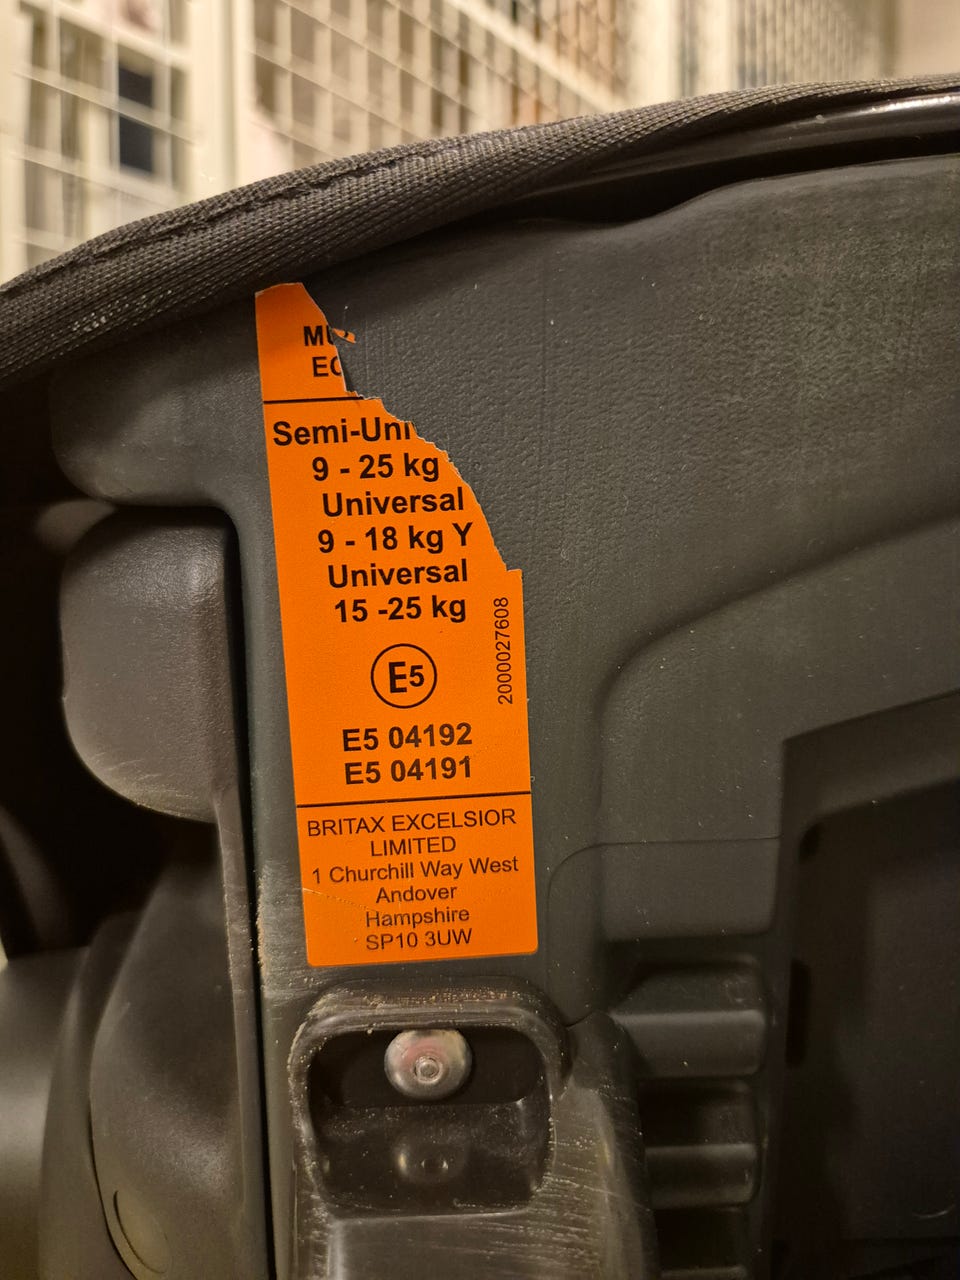 Semi-Uni
9 - 25 kg
Universal
9 - 18 kg Y
Universal
15 -25 kg
2000027608
E5
E5 04192
E5 04191
BRITAX EXCELSIOR
LIMITED
1 Churchill Way West
Andover
Hampshire
SP10 3UW